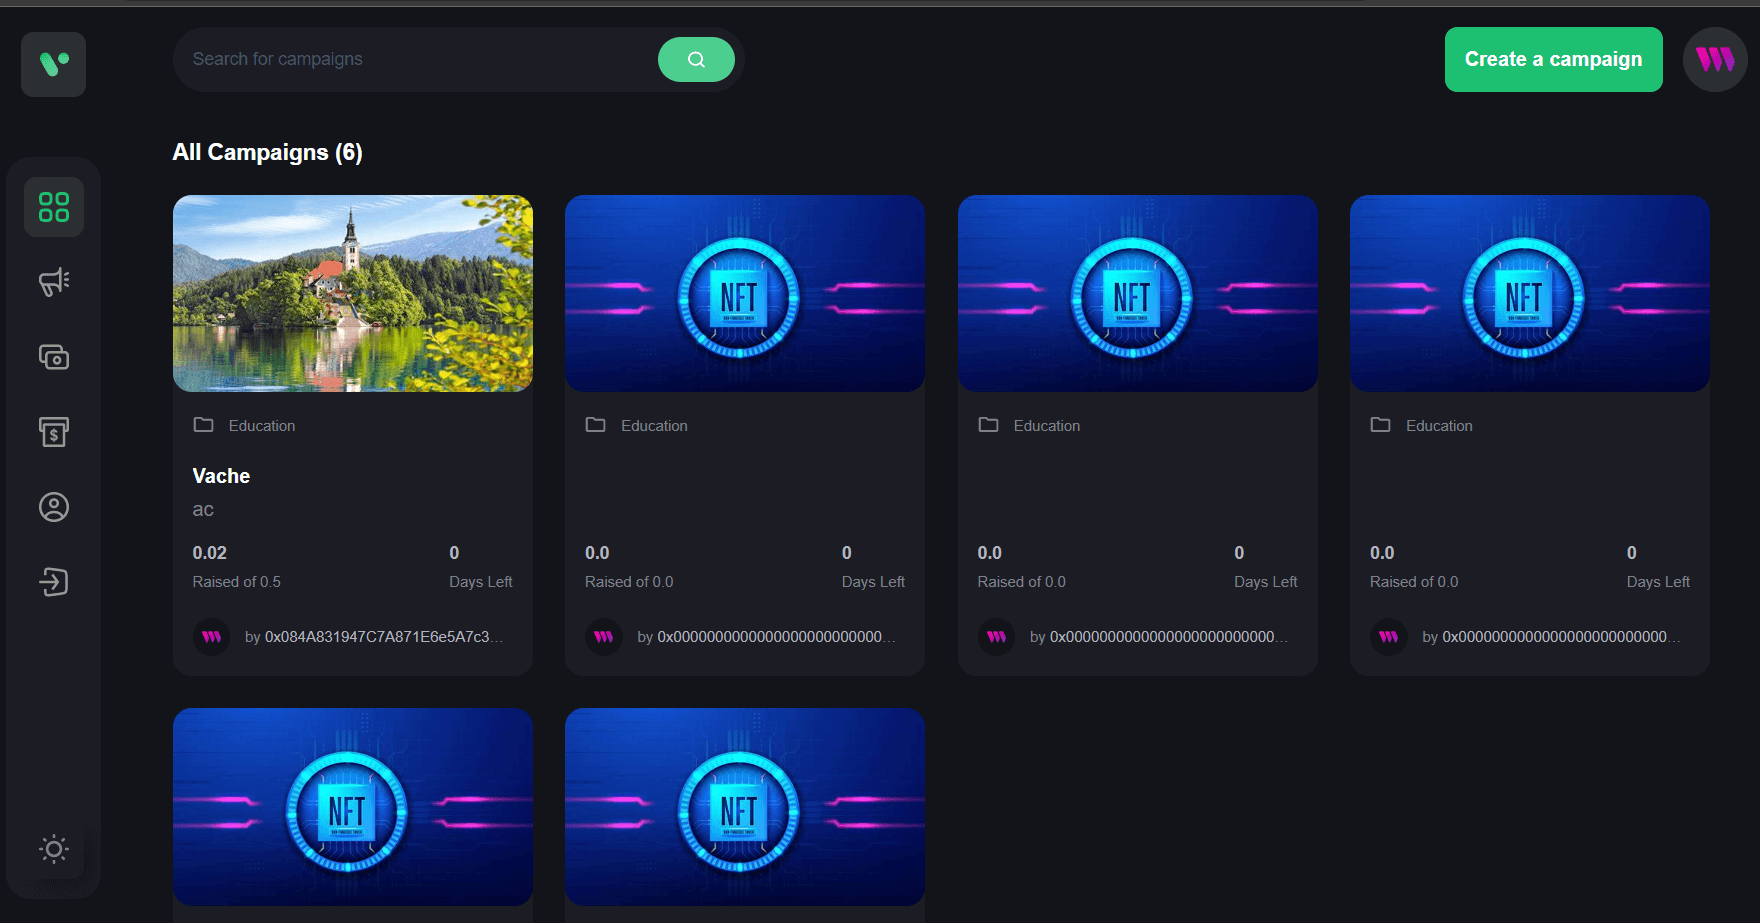 Search for campaigns
Create a campaign
All Campaigns (6)
NFT
NFT
NFT
Education
Education
Education
Education
Vache
ac
0.02
0
0.0
0
0.0
0
0.0
0
Raised of 0.5
Days Left
Raised of 0.0
Days Left
Raised of 0.0
Days Left
Raised of 0.0
Days Left
by 0x084A831947C7A871E6e5A7c3...
by 0x0000000000000000000000000...
by 0x0000000000000000000000000...
by 0x0000000000000000000000000...
NFT
NFT